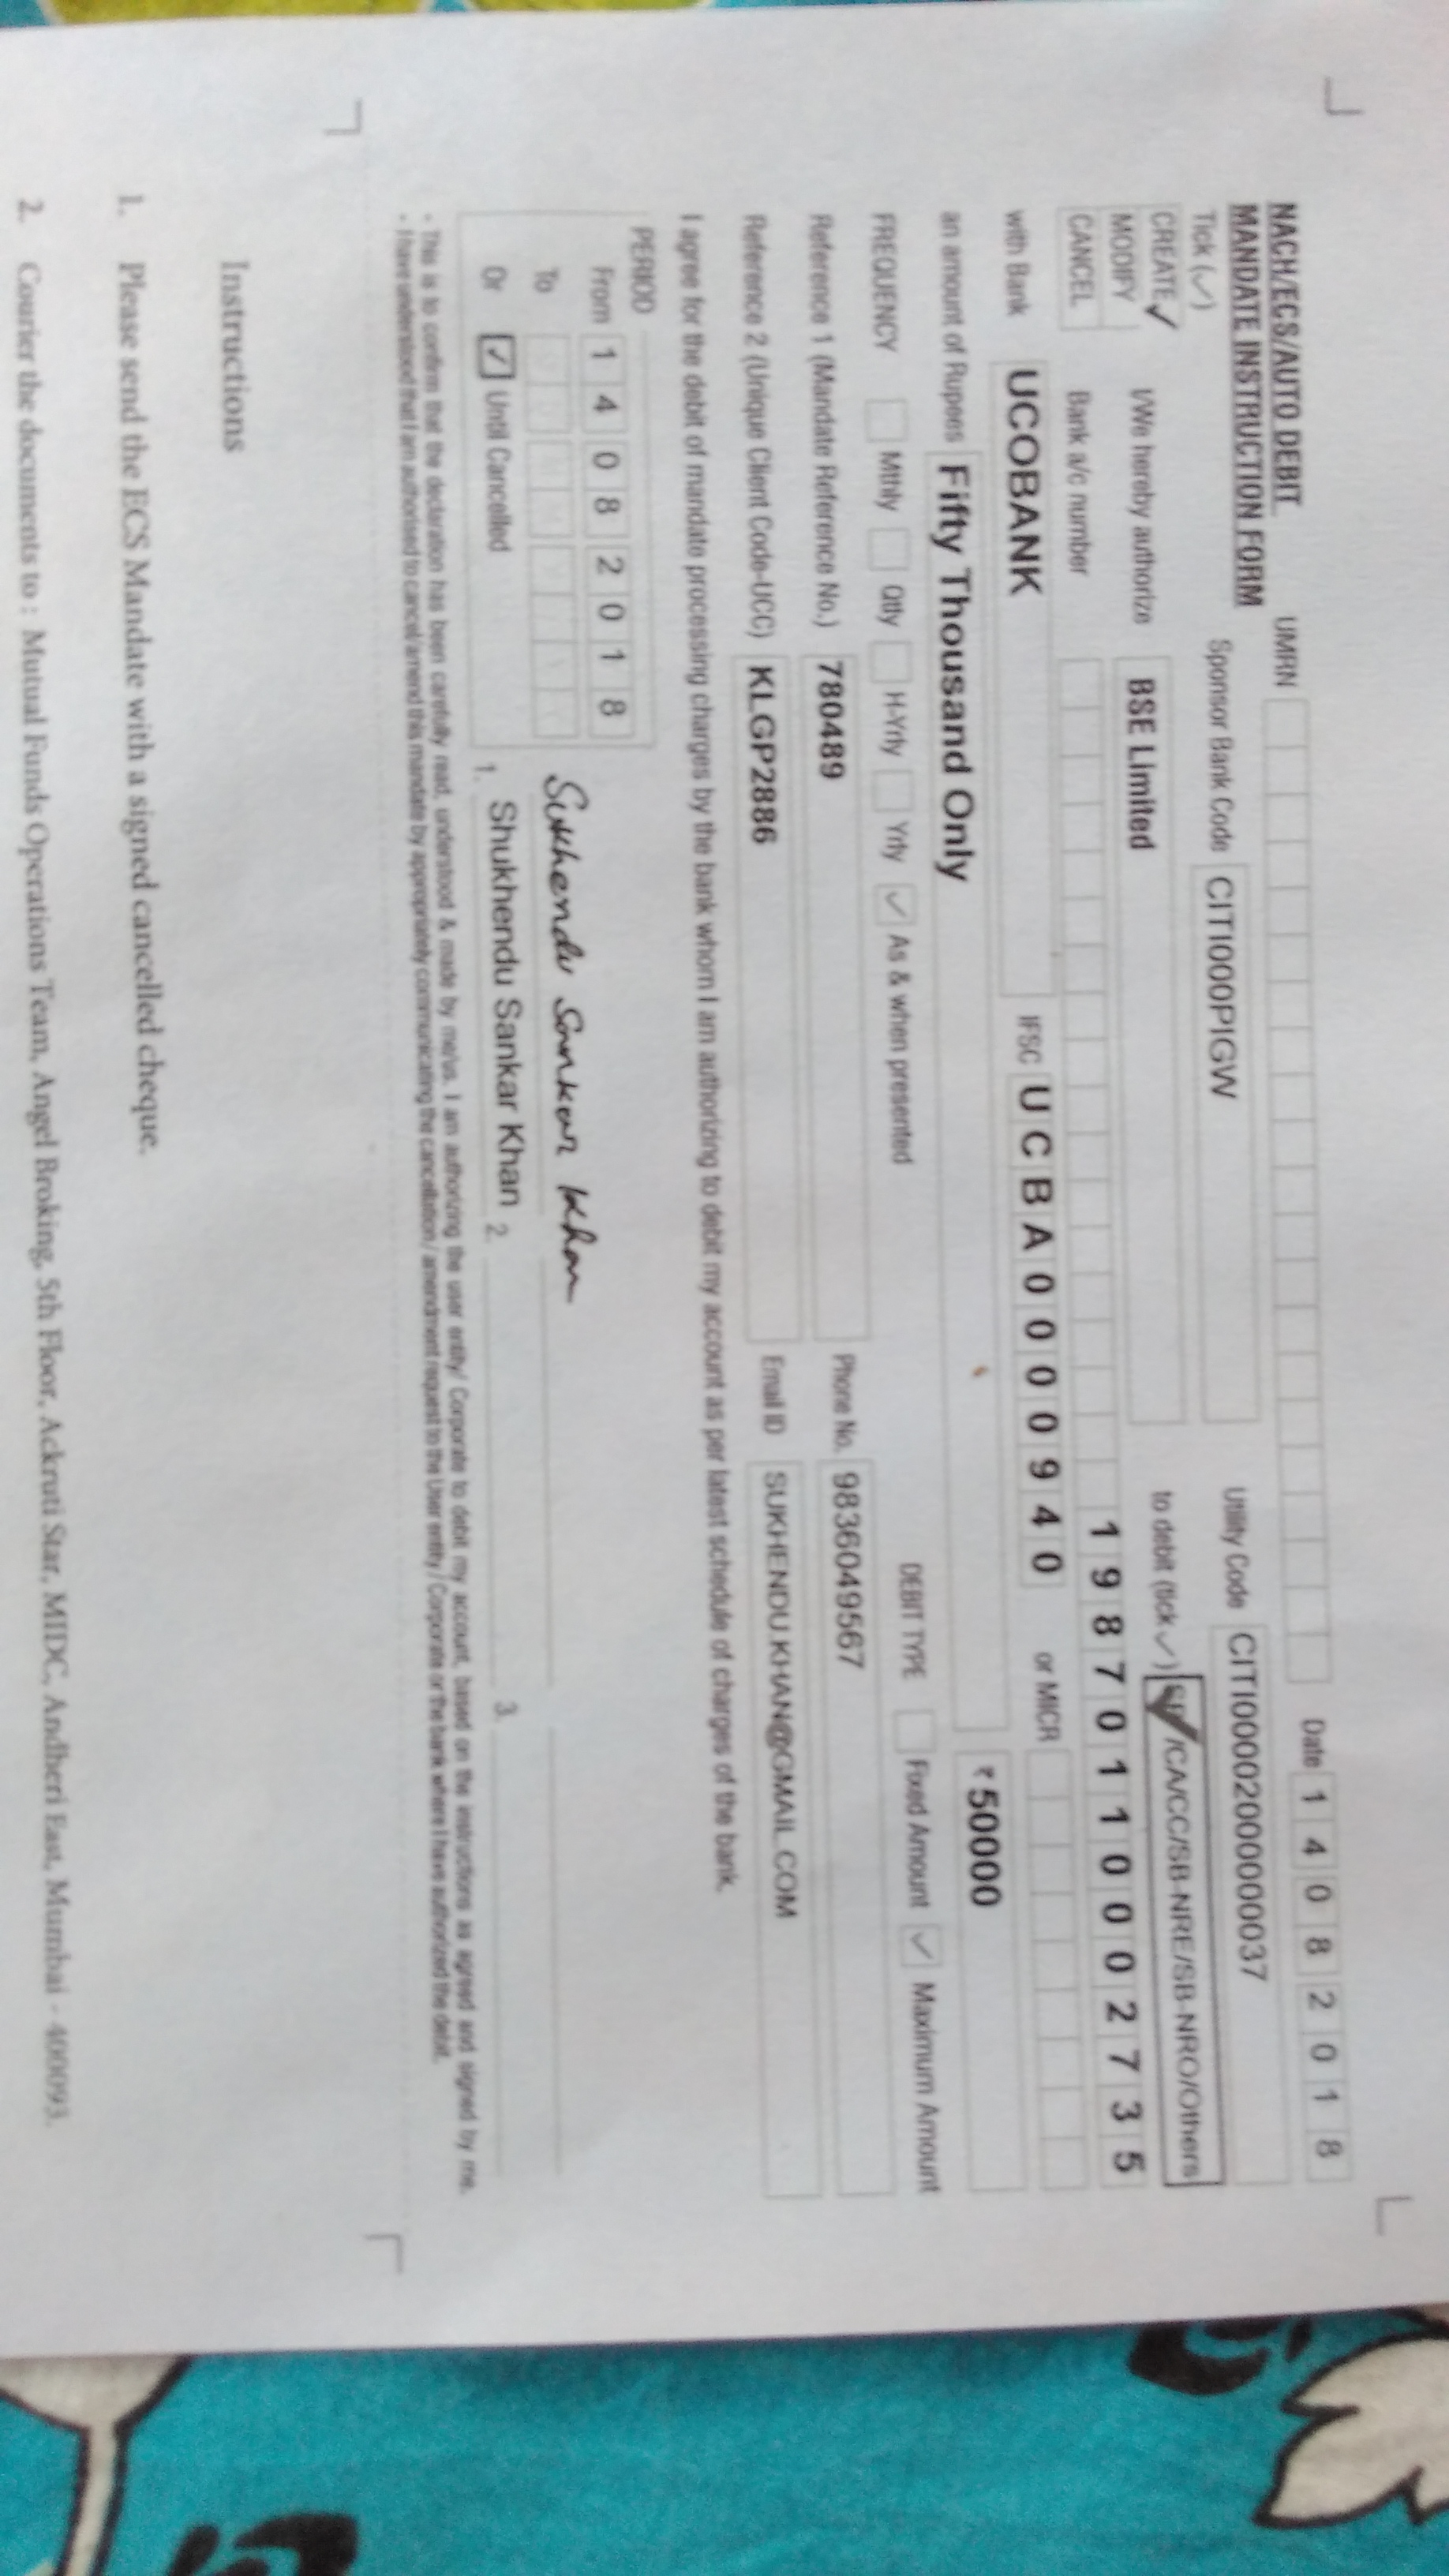 NACH/ECS/AUTO DEBIT
MANDATE INSTRUCTION FORM
UMRN
Date 1 4 0 8 2 0 1 8
Tick (✓)
Sponsor Bank Code CITI000PIGW Utility Code CITI00002000000037
CREATE ✓
MODIFY
CANCEL
I/We hereby authorize BSE Limited to debit (tick ✓) /CA/CC/SB-NRE/SB-NRO/Others
Bank a/c number 1 9 8 7 0 1 1 0 0 0 2 7 3 5
with Bank UCOBANK IFSC U C B A 0 0 0 0 9 4 0 or MICR
an amount of Rupees Fifty Thousand Only ₹ 50000
FREQUENCY Mthly Qtly H-Yrly Yrly ✓ As & when presented DEBIT TYPE Fixed Amount ✓ Maximum Amount
Reference 1 (Mandate Reference No.) 780489 Phone No. 9836049567
Reference 2 (Unique Client Code-UCC) KLGP2886 Email ID SUKHENDU.KHAN@GMAIL.COM
I agree for the debit of mandate processing charges by the bank whom I am authorizing to debit my account as per latest schedule of charges of the bank.
PERIOD
From 1 4 0 8 2 0 1 8
To
Or ✓ Until Cancelled
Sukhendu Sankar Khan
1. Shukhendu Sankar Khan 2. 3.
- This is to confirm that the declaration has been carefully read, understood & made by me/us. I am authorizing the user entity/ Corporate to debit my account, based on the instructions as agreed and signed by me.
- I have understood that I am authorised to cancel/amend this mandate by appropriately communicating the cancellation / amendment request to the User entity / Corporate or the bank where I have authorized the debit.
Instructions
1. Please send the ECS Mandate with a signed cancelled cheque.
2. Courier the documents to : Mutual Funds Operations Team, Angel Broking, 5th Floor, Ackruti Star, MIDC, Andheri East, Mumbai - 400093.